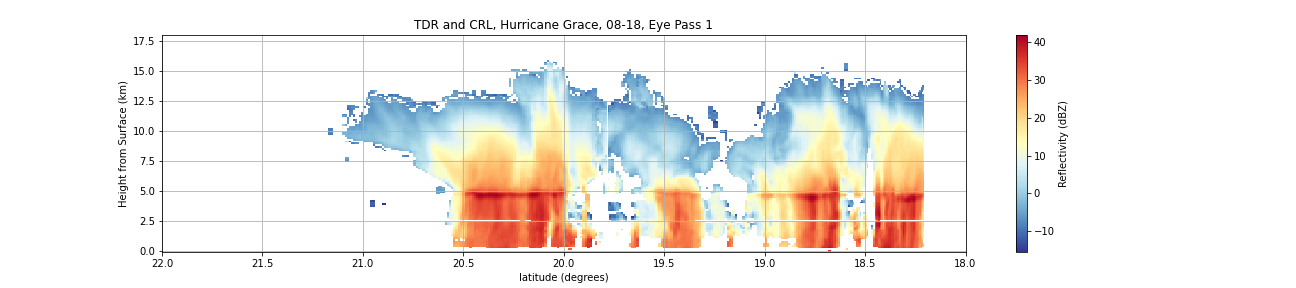 TDR and CRL, Hurricane Grace, 08-18, Eye Pass 1
17.5
15.0
12.5
10.0
7.5
5.0
2.5
0.0
Height from Surface (km)
22.0 21.5 21.0 20.5 20.0 19.5 19.0 18.5 18.0
latitude (degrees)
40
30
20
10
0
−10
Reflectivity (dBZ)